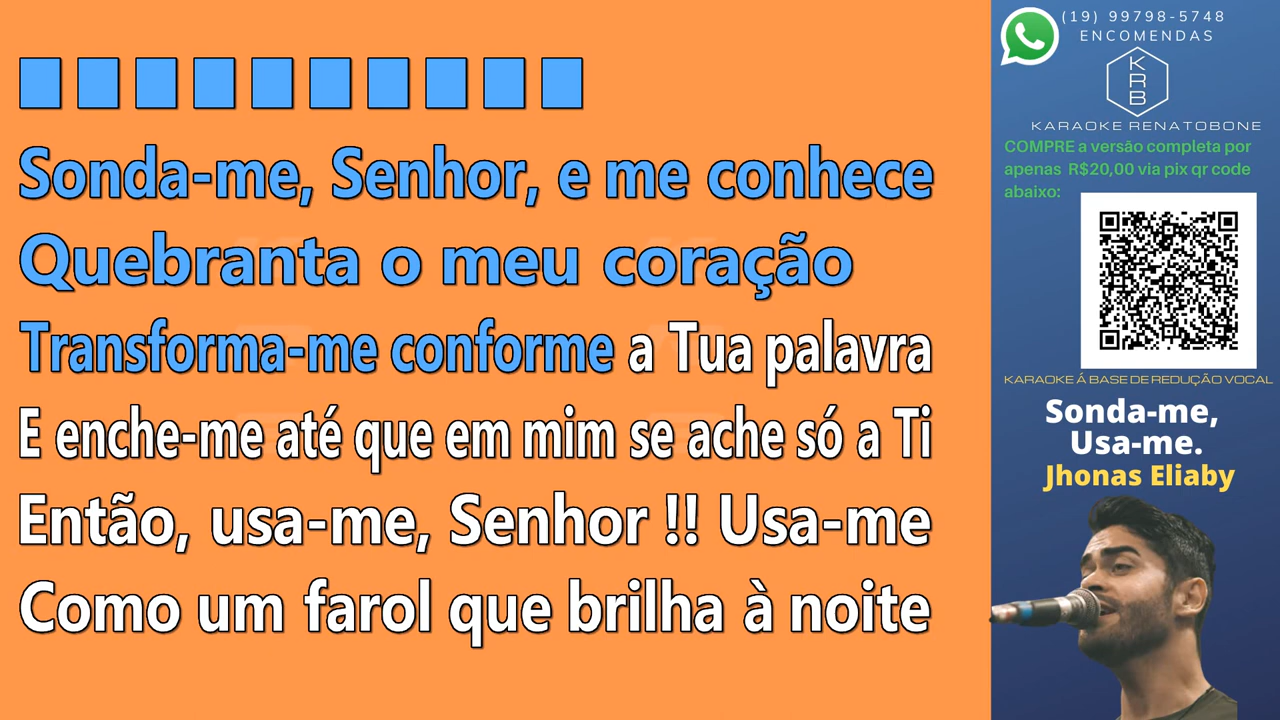 Sonda-me, Senhor, e me conhece
Quebranta o meu coração
Transforma-me conforme a Tua palavra
E enche-me até que em mim se ache só a Ti
Então, usa-me, Senhor !! Usa-me
Como um farol que brilha à noite
(19) 99798-5748
ENCOMENDAS
K
R
B
KARAOKE RENATOBONE
COMPRE a versão completa por
apenas R$20,00 via pix qr code
abaixo:
KARAOKE Á BASE DE REDUÇÃO VOCAL
Sonda-me,
Usa-me.
Jhonas Eliaby